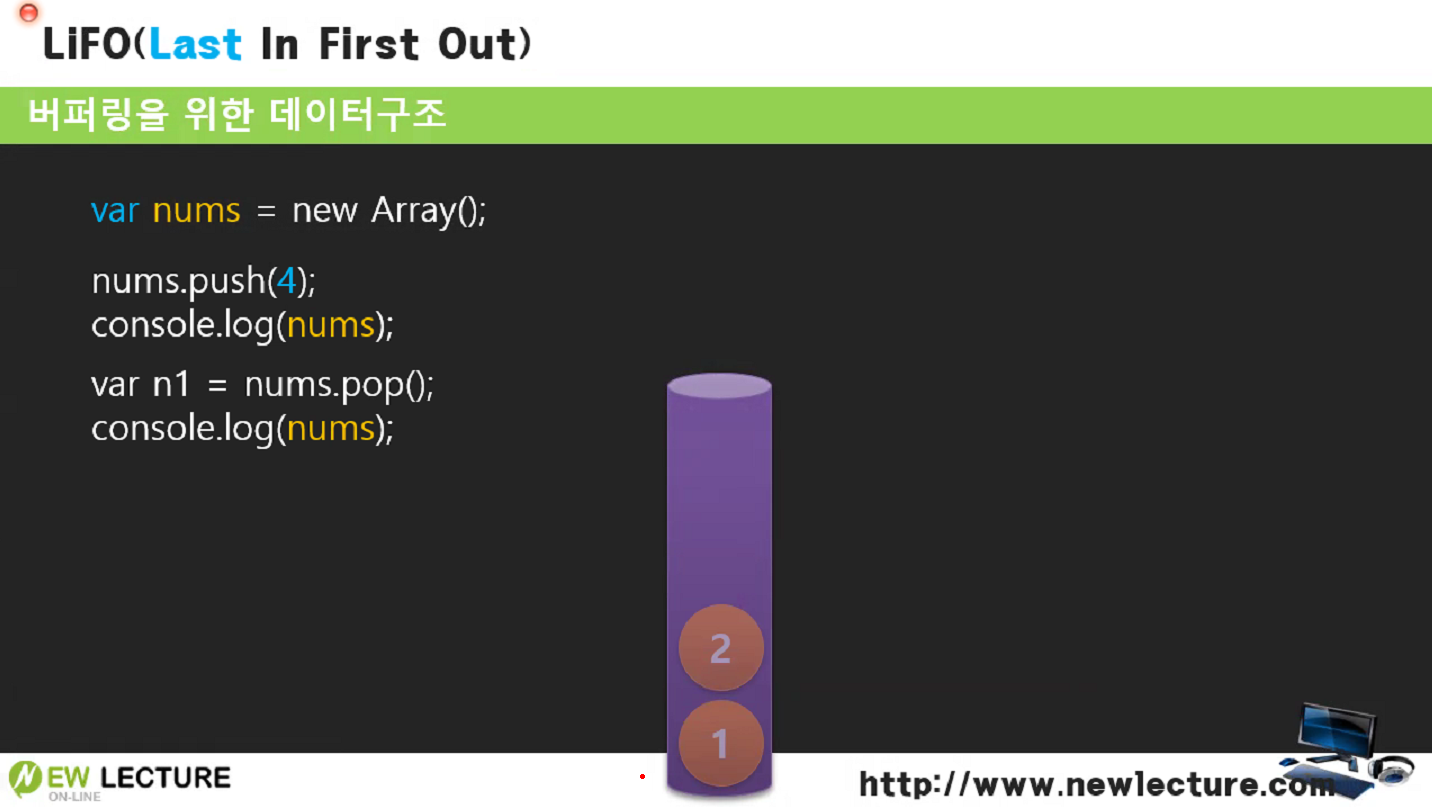 LiFO(Last In First Out)
버퍼링을 위한 데이터구조
var nums = new Array();
nums.push(4);
console.log(nums);
var n1 = nums.pop();
console.log(nums);
2
1
NEW LECTURE
ON-LINE
http://www.newlecture.com